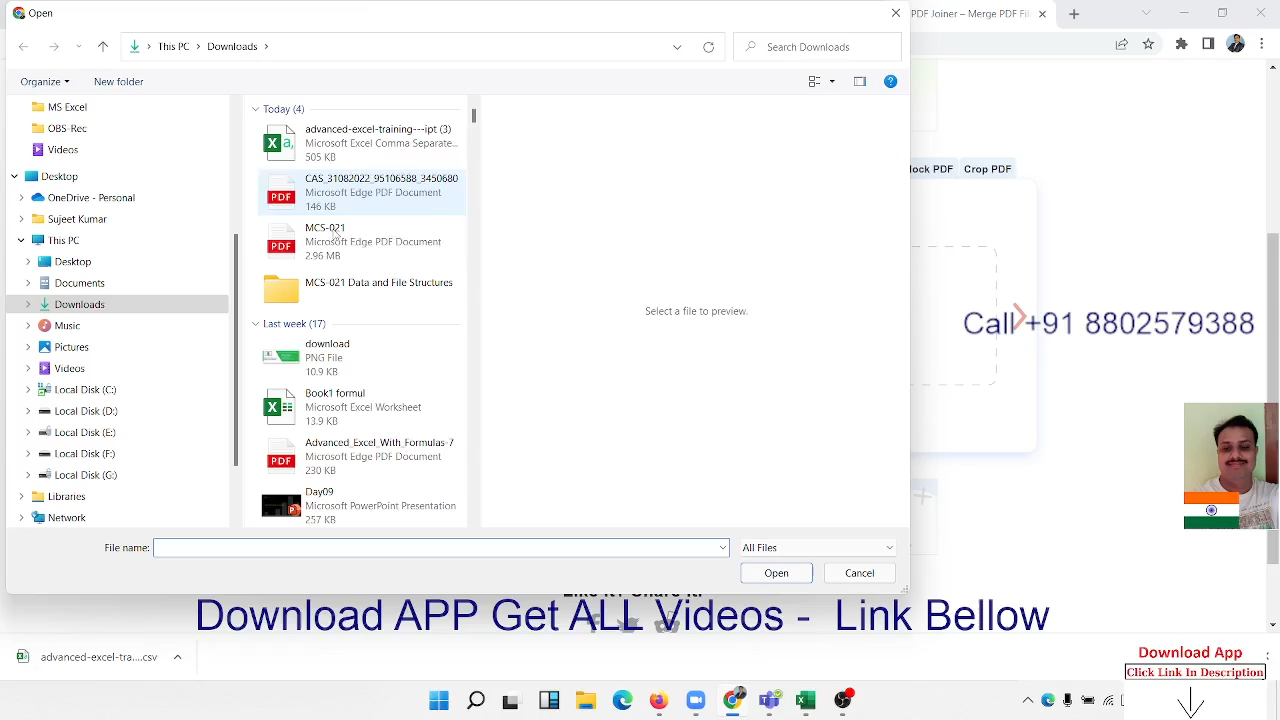 Open
PDF Joiner – Merge PDF Fi
This PC
Downloads
Search Downloads
Organize
New folder
MS Excel
OBS-Rec
Videos
Desktop
OneDrive - Personal
Sujeet Kumar
This PC
Desktop
Documents
Downloads
Music
Pictures
Videos
Local Disk (C:)
Local Disk (D:)
Local Disk (E:)
Local Disk (F:)
Local Disk (G:)
Libraries
Network
Today (4)
advanced-excel-training---ipt (3)
Microsoft Excel Comma Separate...
505 KB
Microsoft Edge PDF Document
146 KB
MCS-021
Microsoft Edge PDF Document
2.96 MB
MCS-021 Data and File Structures
Last week (17)
download
PNG File
10.9 KB
Book1 formul
Microsoft Excel Worksheet
13.9 KB
Advanced_Excel_With_Formulas-7
Microsoft Edge PDF Document
230 KB
Day09
Microsoft PowerPoint Presentation
257 KB
Select a file to preview.
lock PDF
Crop PDF
Call +91 8802579388
File name:
All Files
Open
Cancel
Like it? Share it!
Download APP Get ALL Videos - Link Bellow
advanced-excel-tra....csv
Download App
Click Link In Description